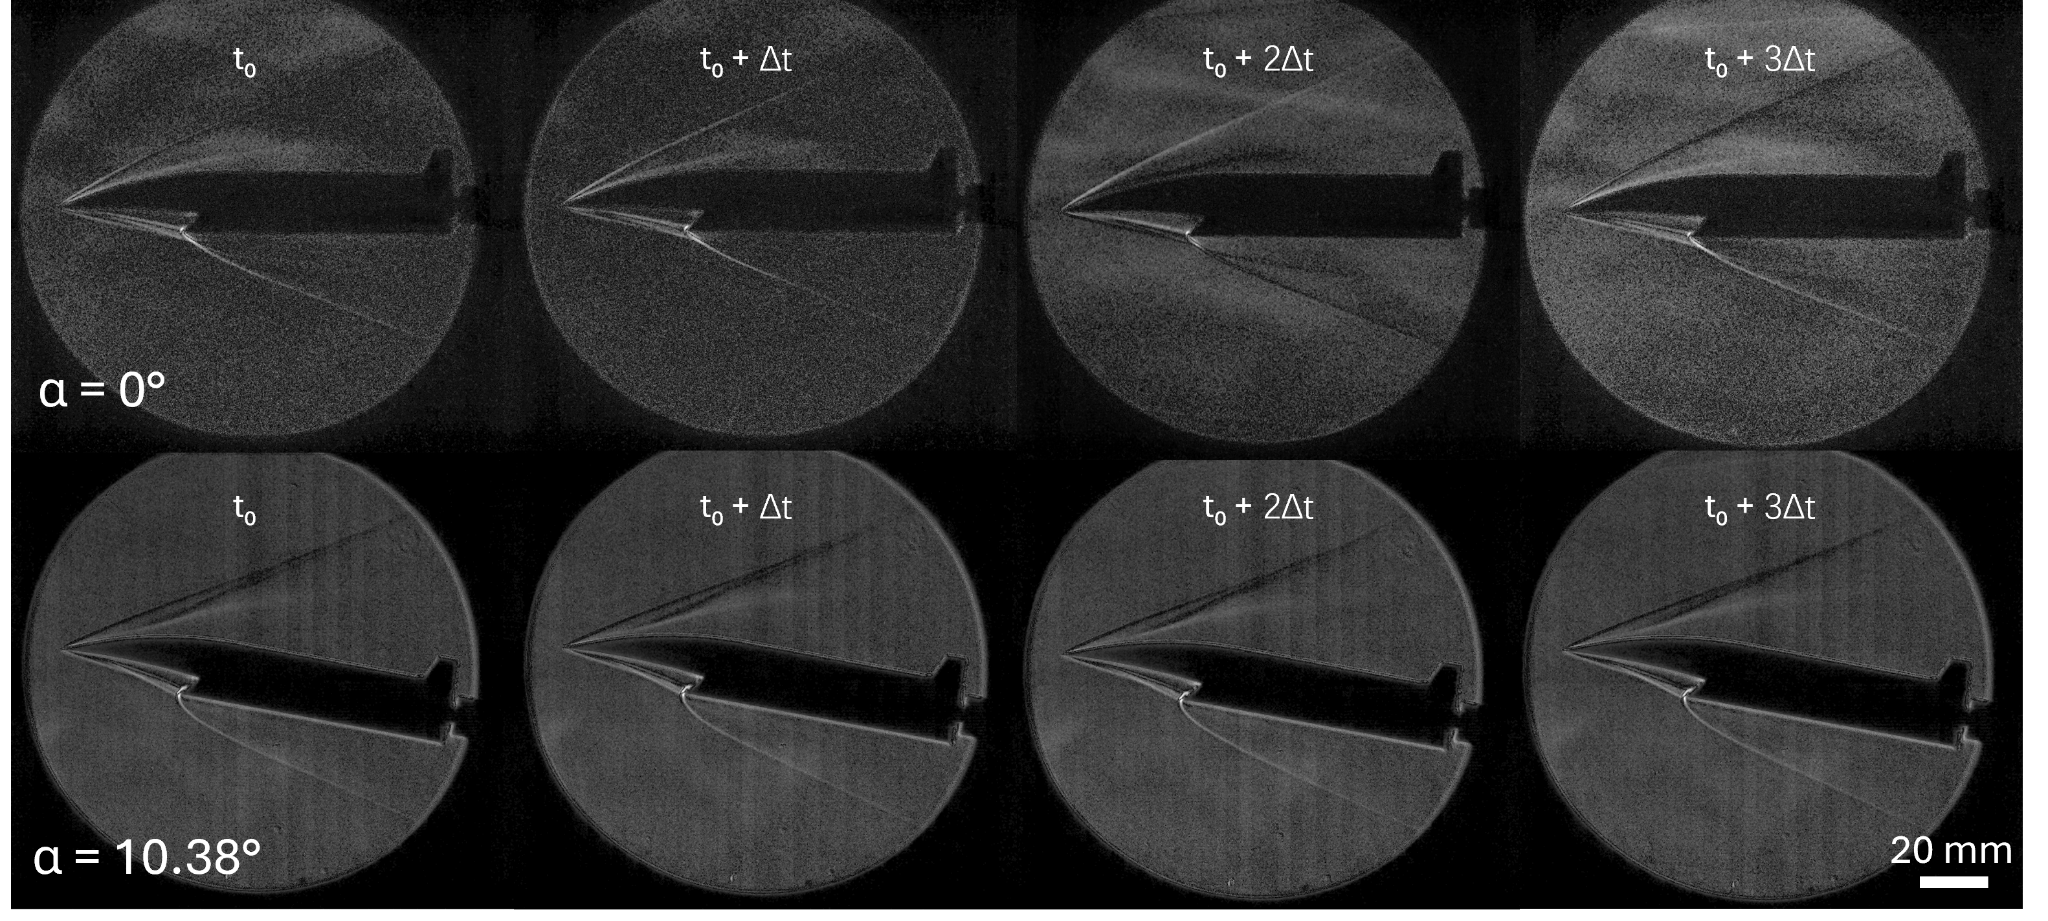 t₀
t₀ + Δt
t₀ + 2Δt
t₀ + 3Δt
α = 0°
t₀
t₀ + Δt
t₀ + 2Δt
t₀ + 3Δt
α = 10.38°
20 mm